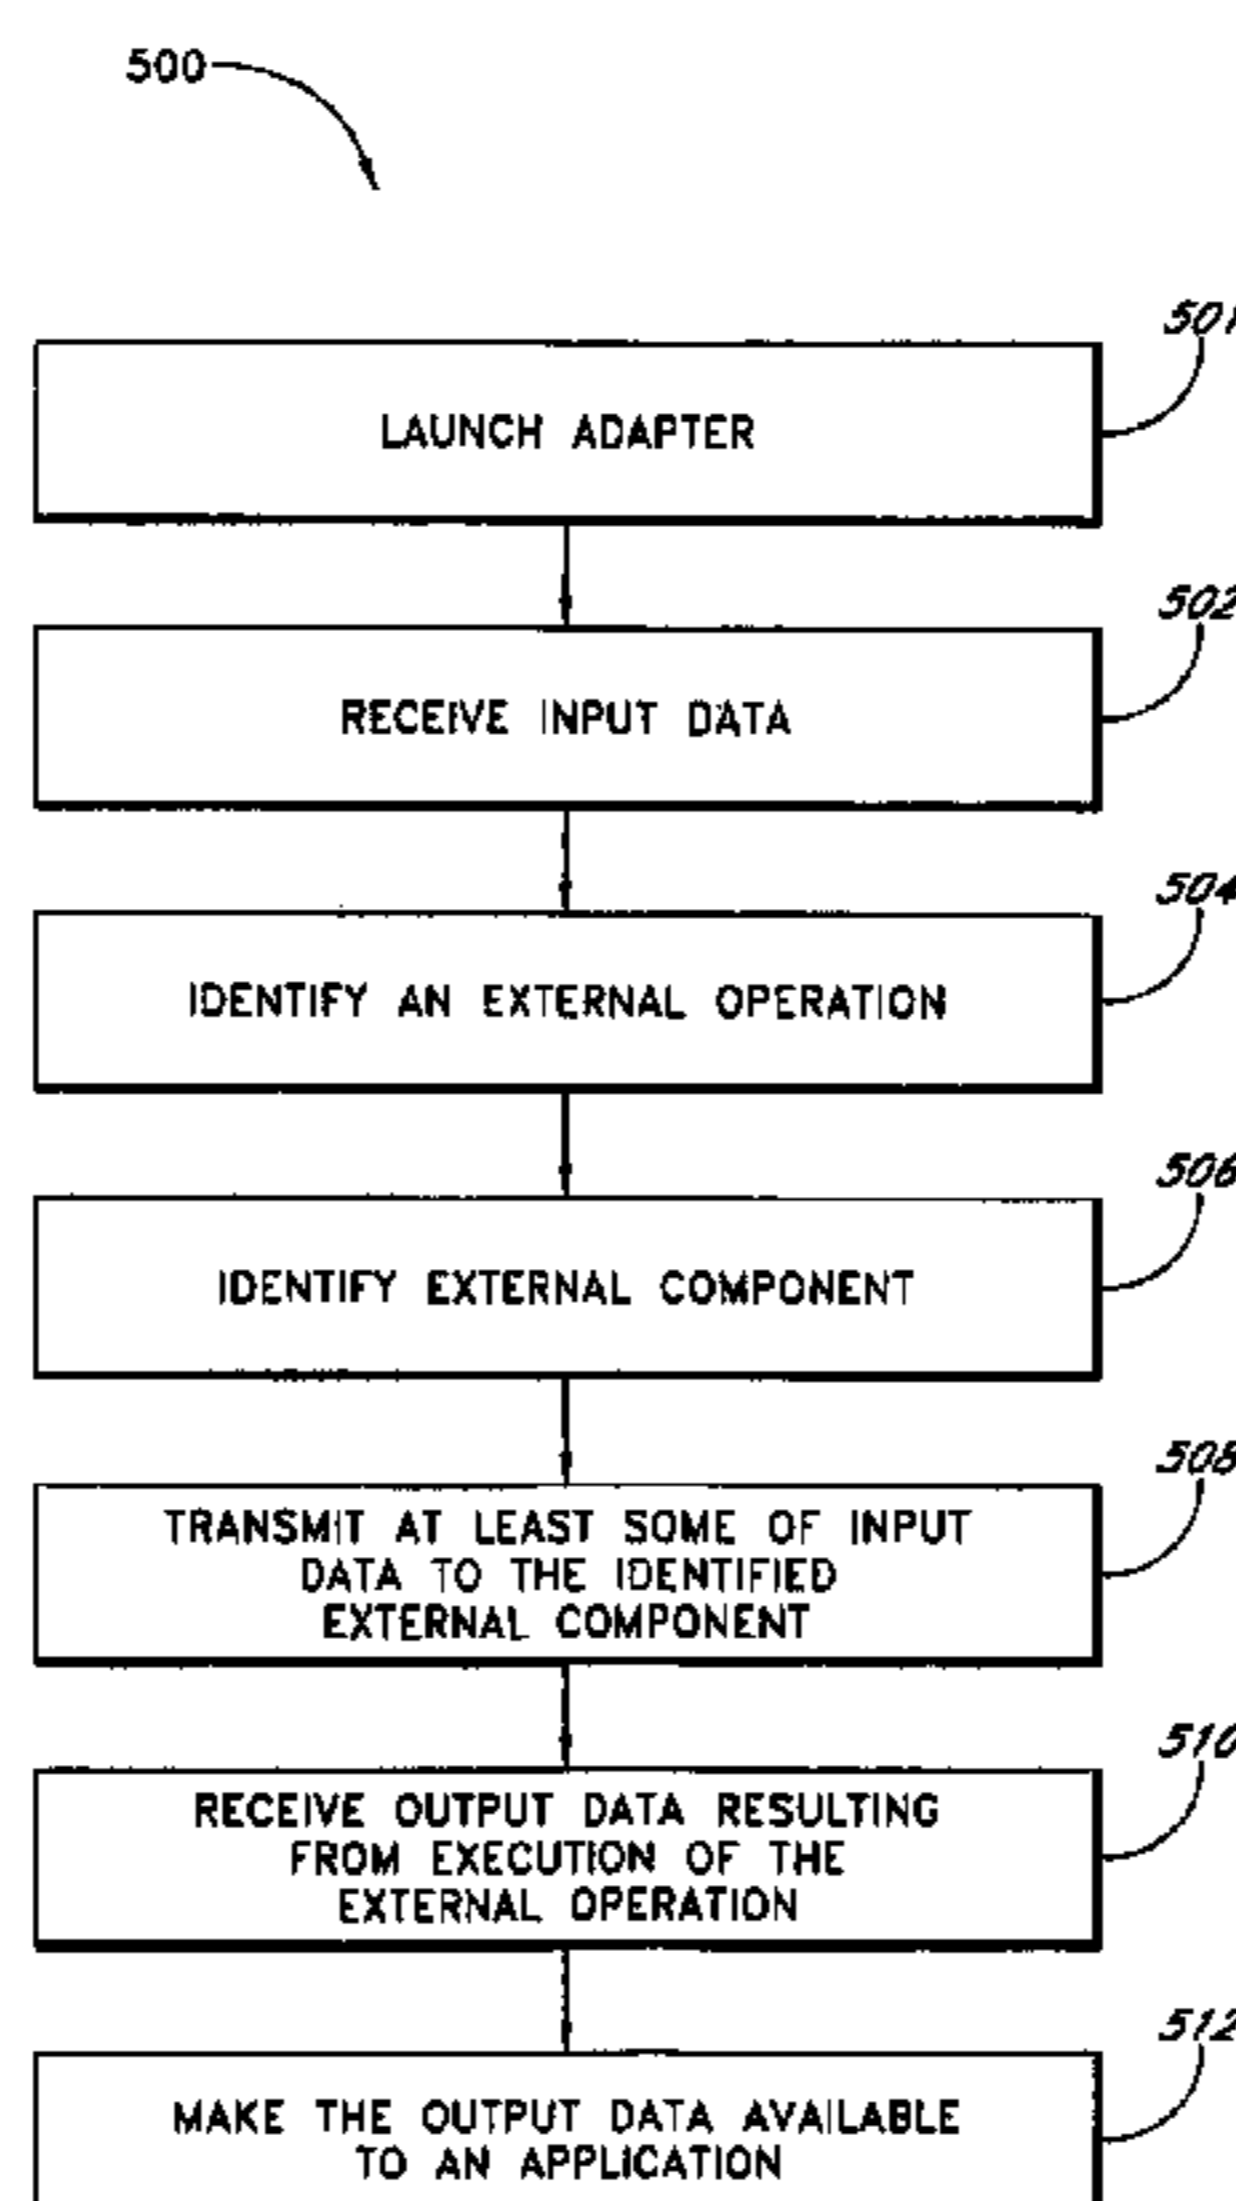 500
501
LAUNCH ADAPTER
502
RECEIVE INPUT DATA
504
IDENTIFY AN EXTERNAL OPERATION
506
IDENTIFY EXTERNAL COMPONENT
508
TRANSMIT AT LEAST SOME OF INPUT
DATA TO THE IDENTIFIED
EXTERNAL COMPONENT
510
RECEIVE OUTPUT DATA RESULTING
FROM EXECUTION OF THE
EXTERNAL OPERATION
512
MAKE THE OUTPUT DATA AVAILABLE
TO AN APPLICATION